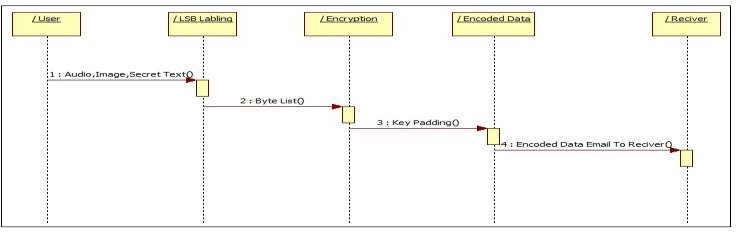 / User
/ LSB Labling
/ Encryption
/ Encoded Data
/ Reciver
1 : Audio,Image,Secret Text()
2 : Byte List()
3 : Key Padding()
4 : Encoded Data Email To Reciver()